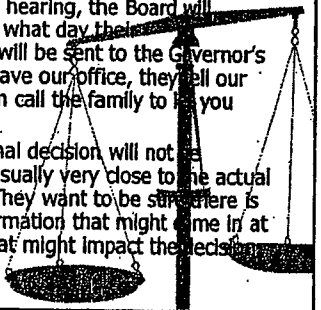 hearing, the Board will
what day their
will be sent to the Governor's
ave our office, they tell our
call the family to let you
nal decision will not be
sually very close to the actual
They want to be sure there is
rmation that might come in at
at might impact the decision